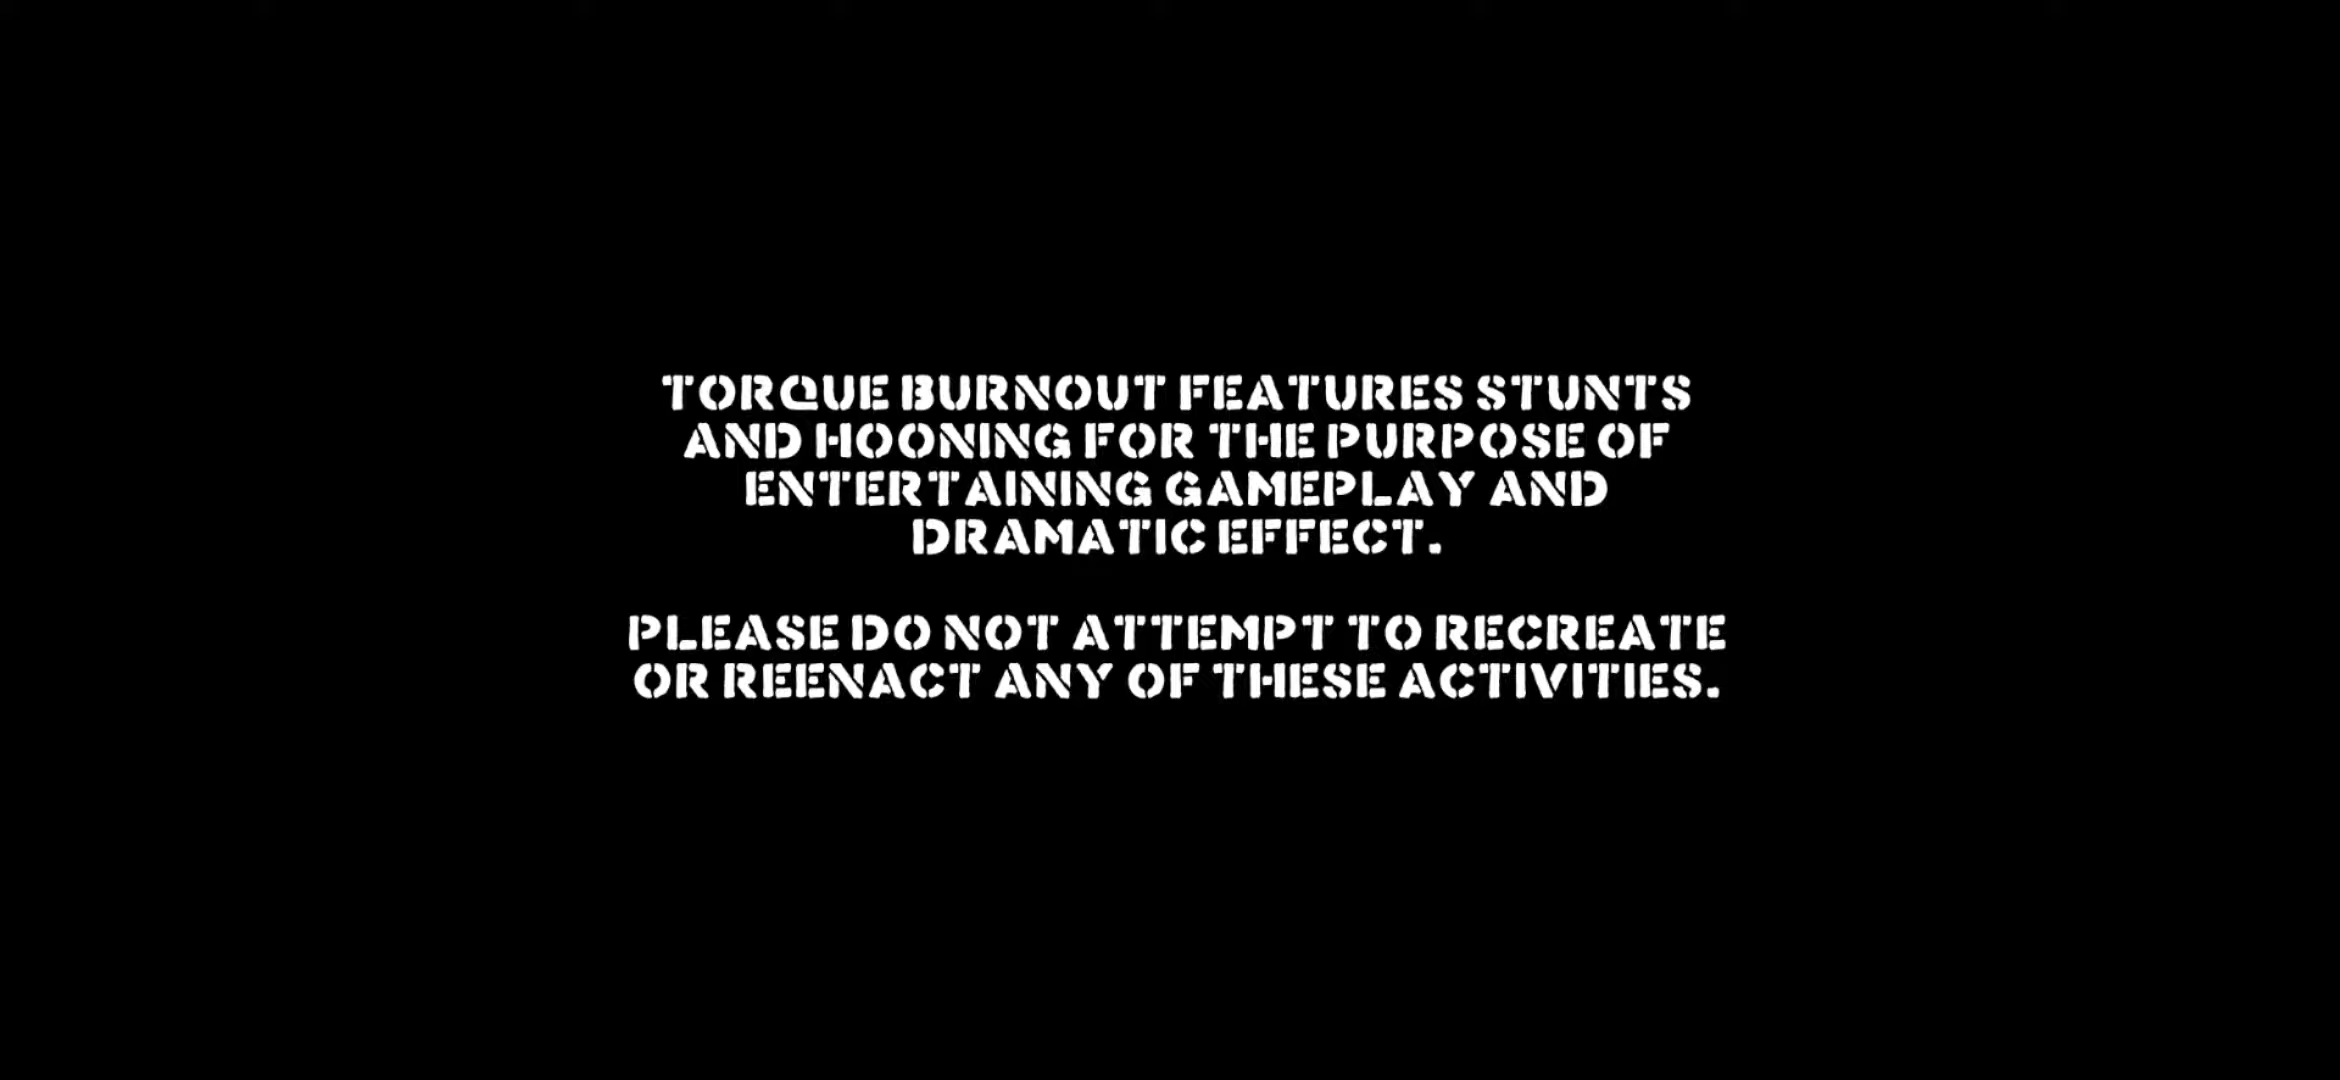 TORQUE BURNOUT FEATURES STUNTS
AND HOONING FOR THE PURPOSE OF
ENTERTAINING GAMEPLAY AND
DRAMATIC EFFECT.
PLEASE DO NOT ATTEMPT TO RECREATE
OR REENACT ANY OF THESE ACTIVITIES.